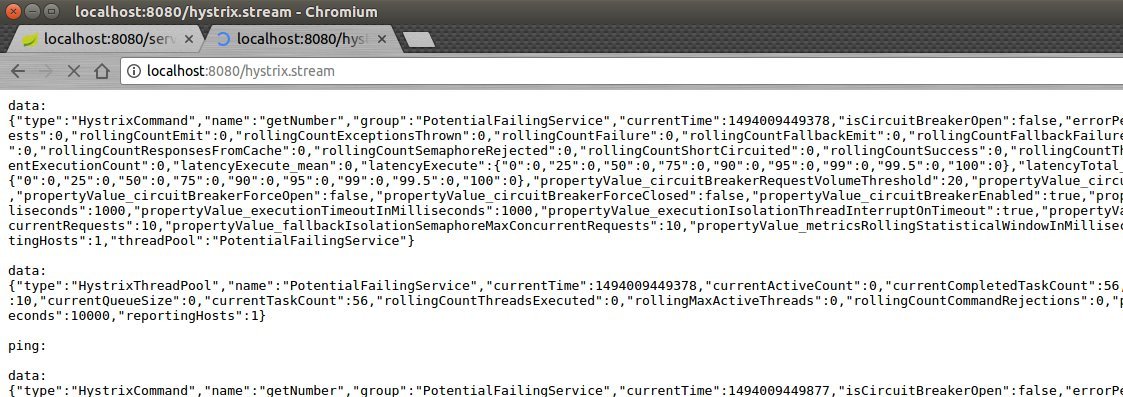 localhost:8080/hystrix.stream - Chromium
localhost:8080/serv
localhost:8080/hyst
localhost:8080/hystrix.stream
data:
{"type":"HystrixCommand","name":"getNumber","group":"PotentialFailingService","currentTime":1494009449378,"isCircuitBreakerOpen":false,"errorPe
ests":0,"rollingCountEmit":0,"rollingCountExceptionsThrown":0,"rollingCountFailure":0,"rollingCountFallbackEmit":0,"rollingCountFallbackFailure
":0,"rollingCountResponsesFromCache":0,"rollingCountSemaphoreRejected":0,"rollingCountShortCircuited":0,"rollingCountSuccess":0,"rollingCountTh
entExecutionCount":0,"latencyExecute_mean":0,"latencyExecute":{"0":0,"25":0,"50":0,"75":0,"90":0,"95":0,"99":0,"99.5":0,"100":0},"latencyTotal_
{"0":0,"25":0,"50":0,"75":0,"90":0,"95":0,"99":0,"99.5":0,"100":0},"propertyValue_circuitBreakerRequestVolumeThreshold":20,"propertyValue_circu
,"propertyValue_circuitBreakerForceOpen":false,"propertyValue_circuitBreakerForceClosed":false,"propertyValue_circuitBreakerEnabled":true,"prop
lliseconds":1000,"propertyValue_executionTimeoutInMilliseconds":1000,"propertyValue_executionIsolationThreadInterruptOnTimeout":true,"propertyVa
currentRequests":10,"propertyValue_fallbackIsolationSemaphoreMaxConcurrentRequests":10,"propertyValue_metricsRollingStatisticalWindowInMillisec
tingHosts":1,"threadPool":"PotentialFailingService"}
data:
{"type":"HystrixThreadPool","name":"PotentialFailingService","currentTime":1494009449378,"currentActiveCount":0,"currentCompletedTaskCount":56,
:10,"currentQueueSize":0,"currentTaskCount":56,"rollingCountThreadsExecuted":0,"rollingMaxActiveThreads":0,"rollingCountCommandRejections":0,"p
econds":10000,"reportingHosts":1}
ping:
data:
{"type":"HystrixCommand","name":"getNumber","group":"PotentialFailingService","currentTime":1494009449877,"isCircuitBreakerOpen":false,"errorPe